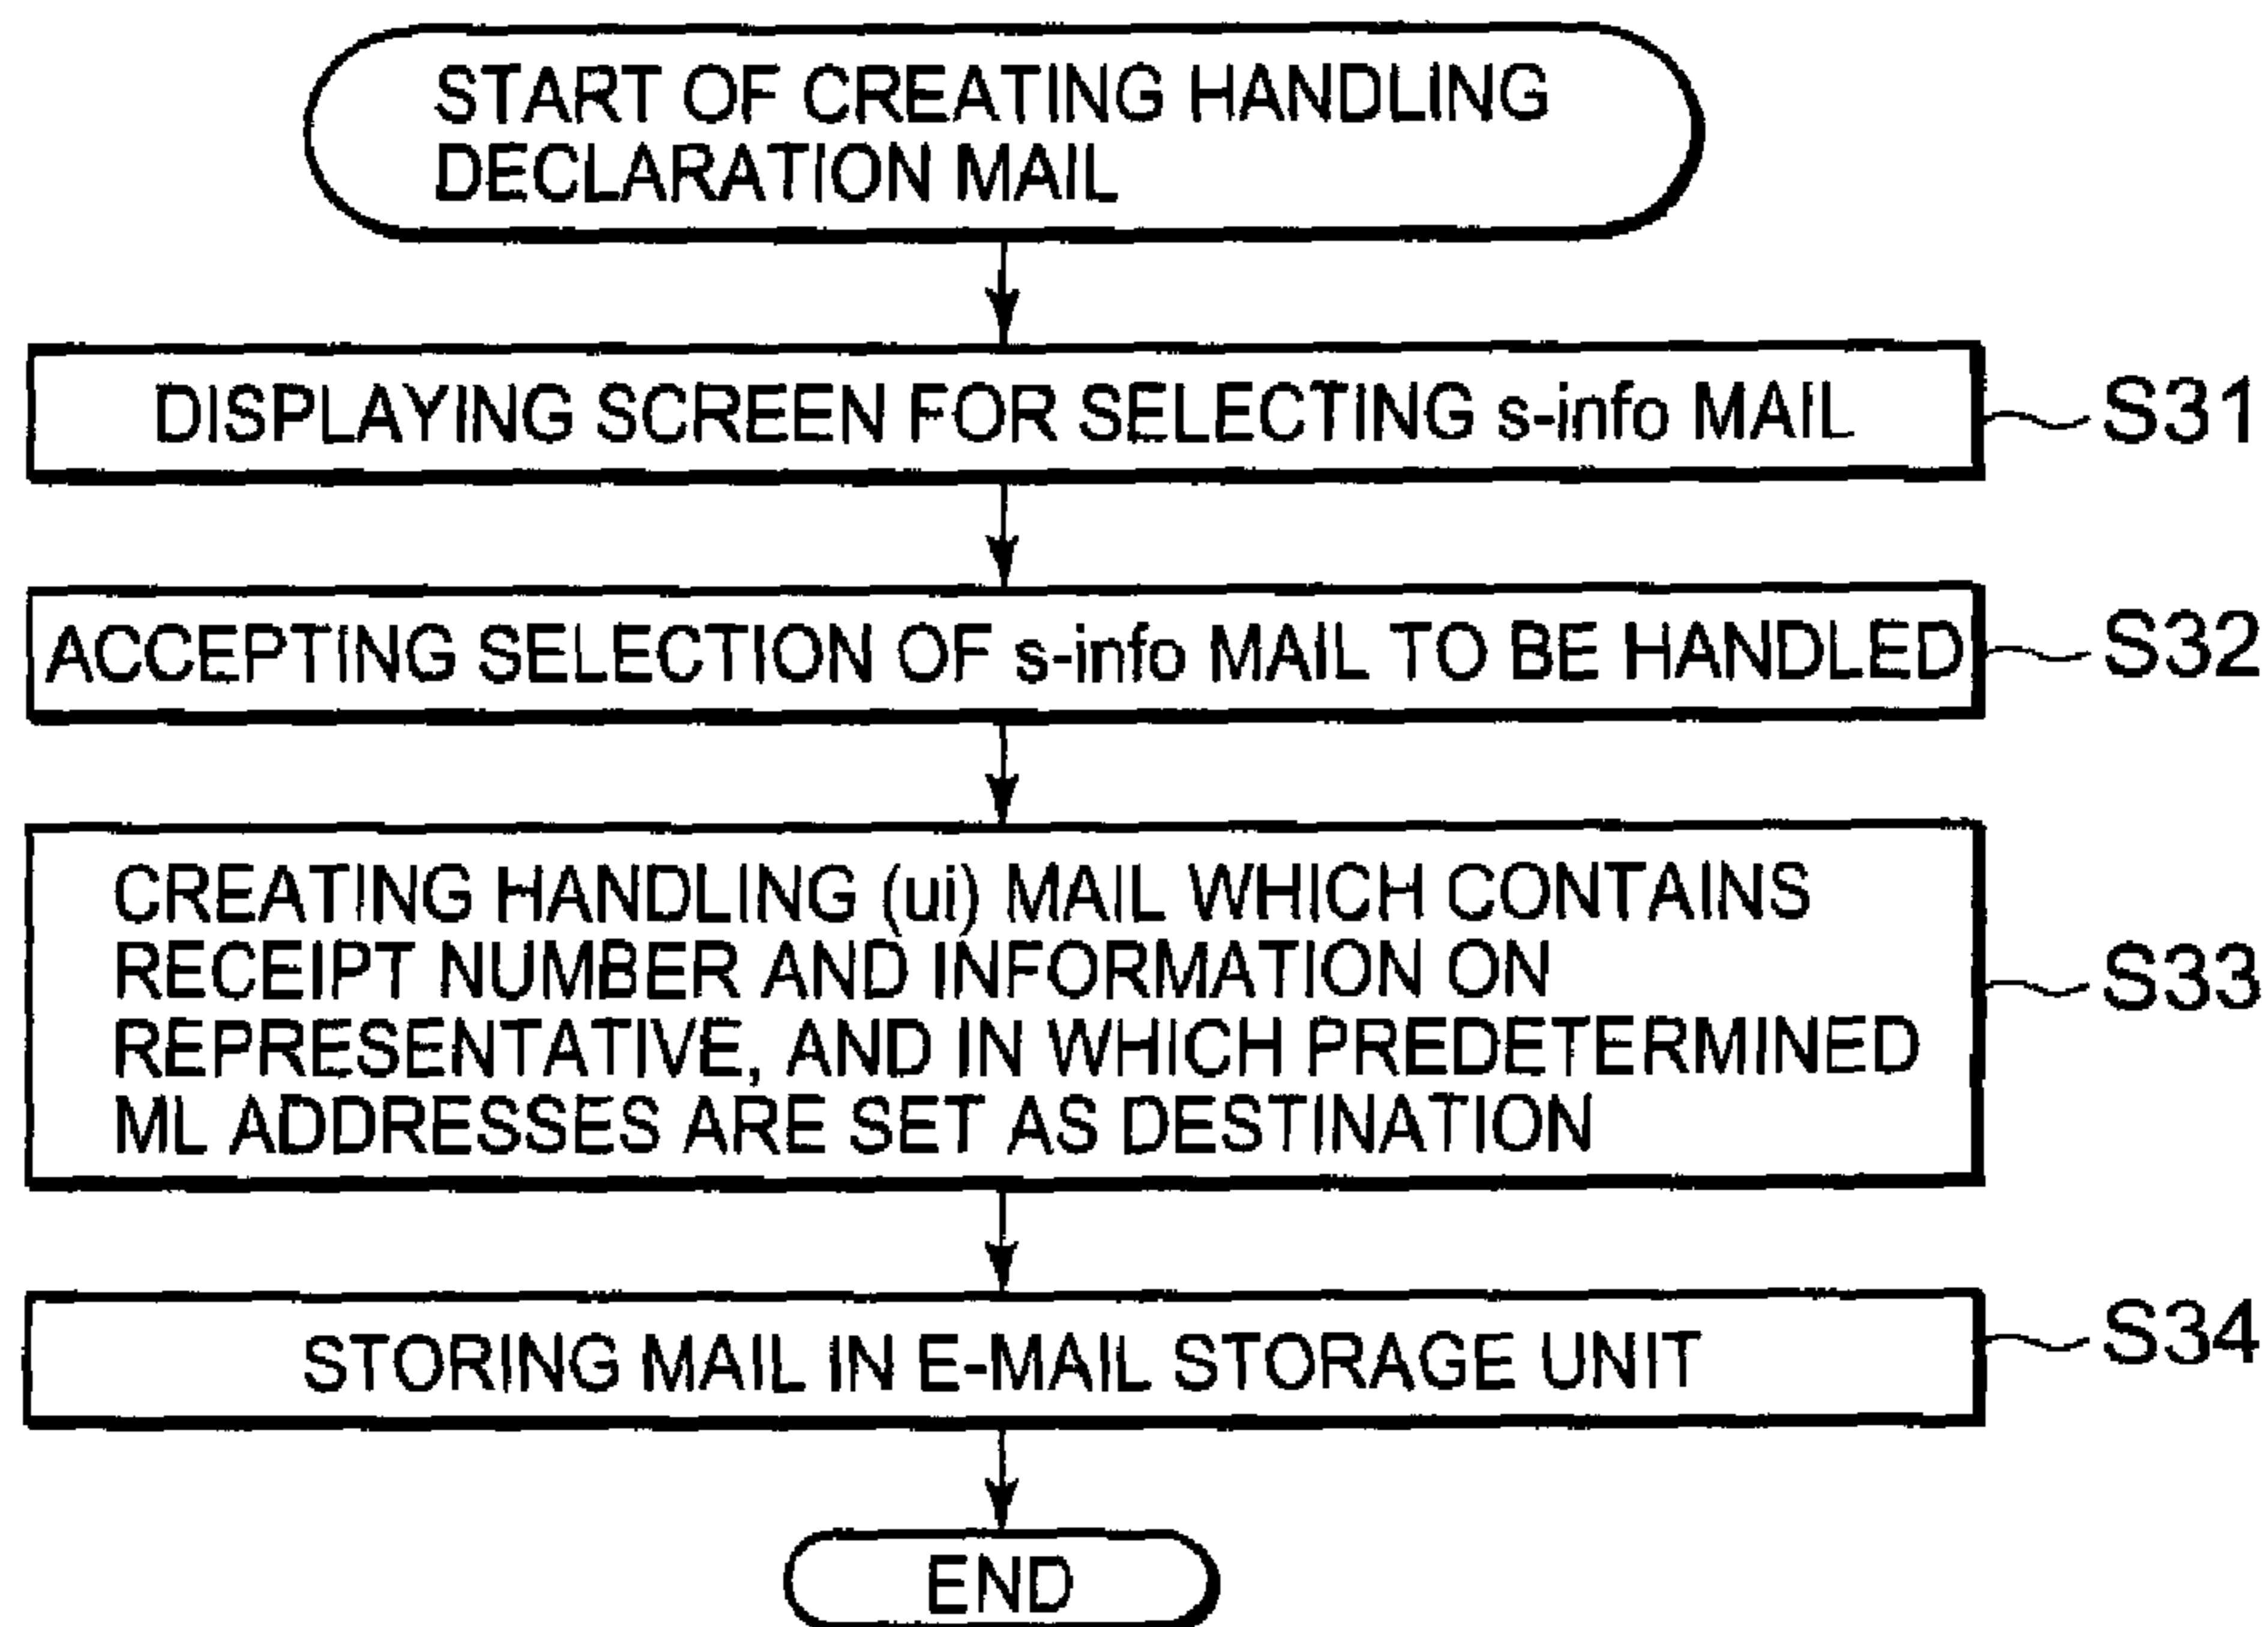 START OF CREATING HANDLING
DECLARATION MAIL
DISPLAYING SCREEN FOR SELECTING s-info MAIL
S31
ACCEPTING SELECTION OF s-info MAIL TO BE HANDLED
S32
CREATING HANDLING (ui) MAIL WHICH CONTAINS
RECEIPT NUMBER AND INFORMATION ON
REPRESENTATIVE, AND IN WHICH PREDETERMINED
ML ADDRESSES ARE SET AS DESTINATION
S33
STORING MAIL IN E-MAIL STORAGE UNIT
S34
END